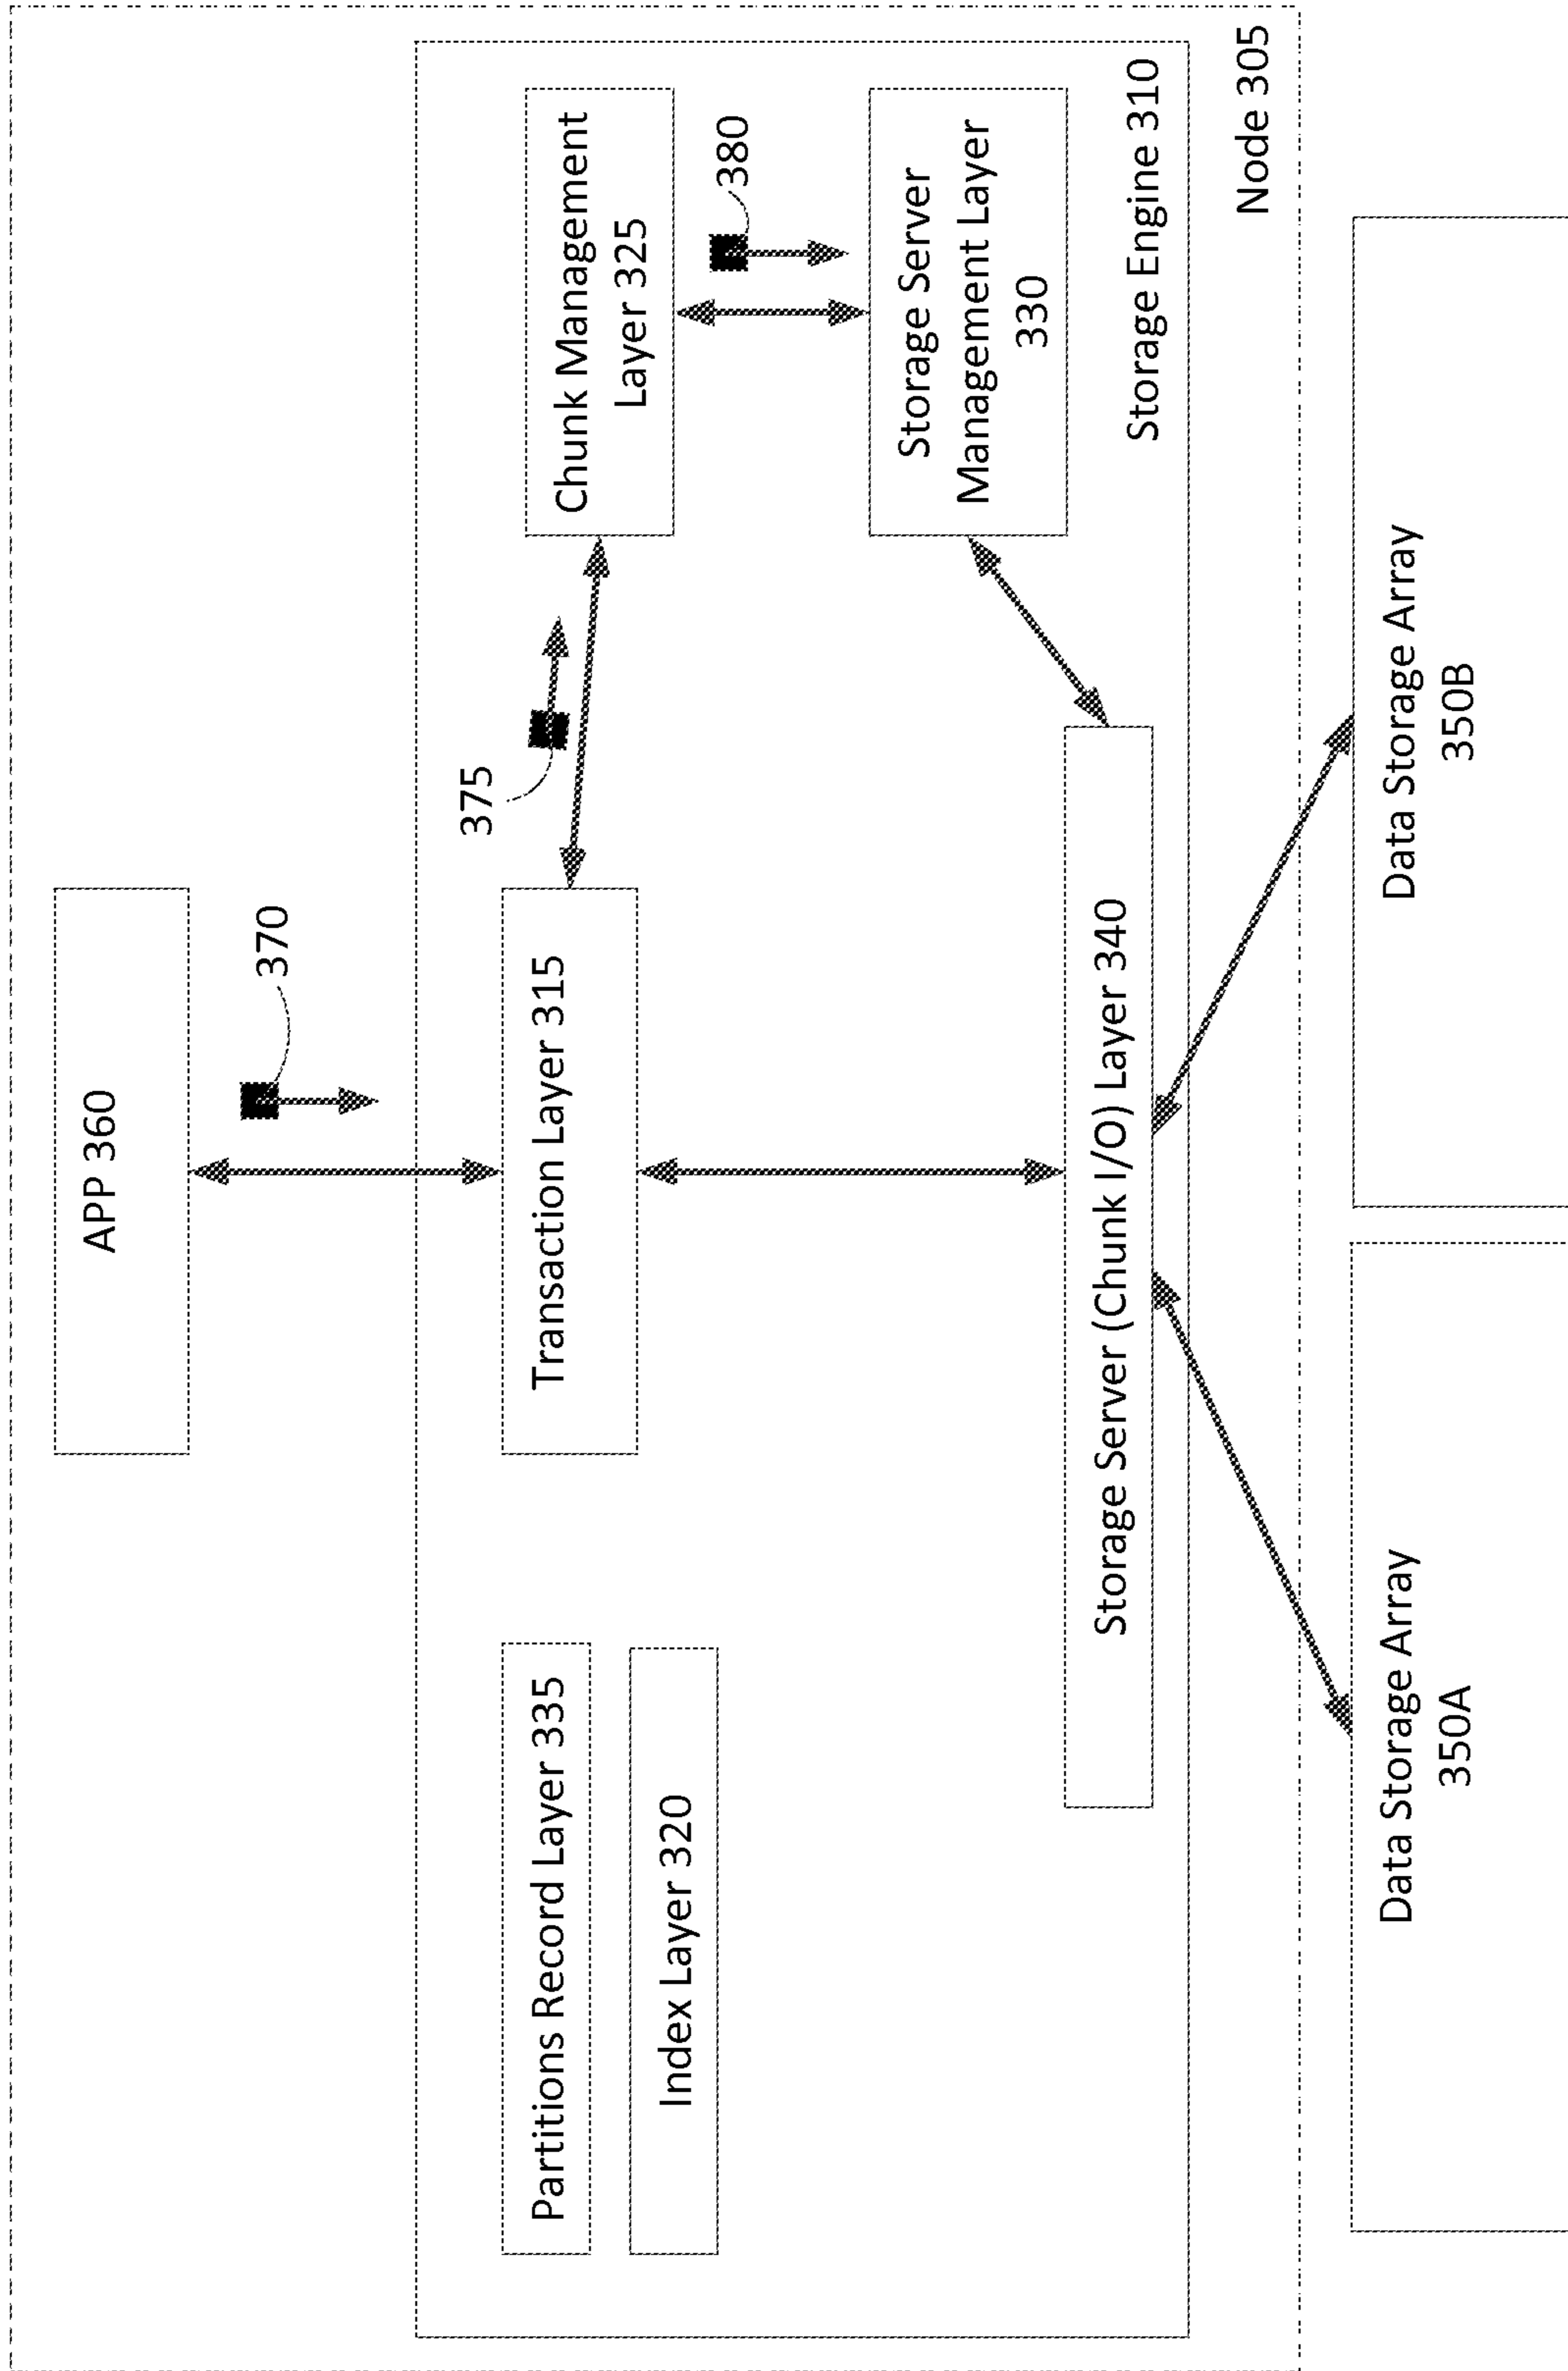 APP 360
370
375
Partitions Record Layer 335
Index Layer 320
Transaction Layer 315
Chunk Management
Layer 325
380
Storage Server
Management Layer
330
Storage Server (Chunk I/O) Layer 340
Storage Engine 310
Node 305
Data Storage Array
350A
Data Storage Array
350B